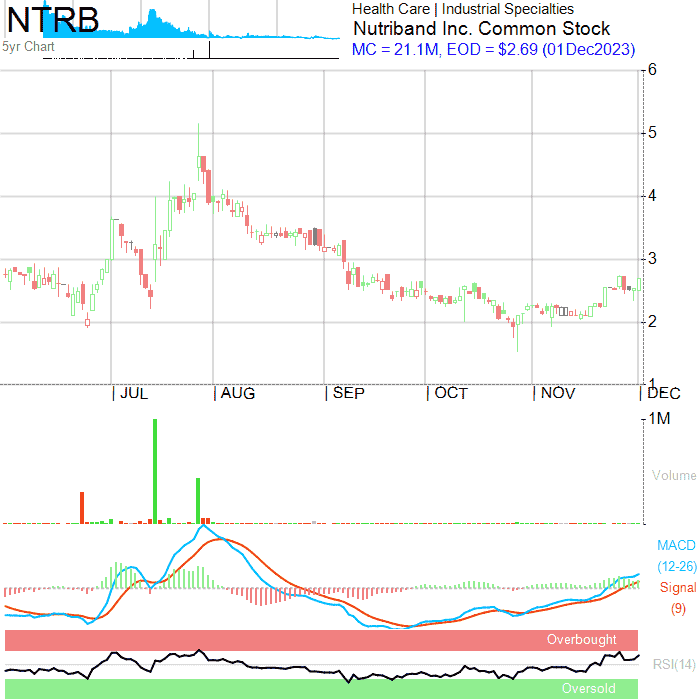 NTRB
5yr Chart
Health Care | Industrial Specialties
Nutriband Inc. Common Stock
MC = 21.1M, EOD = $2.69 (01Dec2023)
6
5
4
3
2
1
JUL AUG SEP OCT NOV DEC
1M
Volume
MACD
(12-26)
Signal
(9)
Overbought
RSI(14)
Oversold